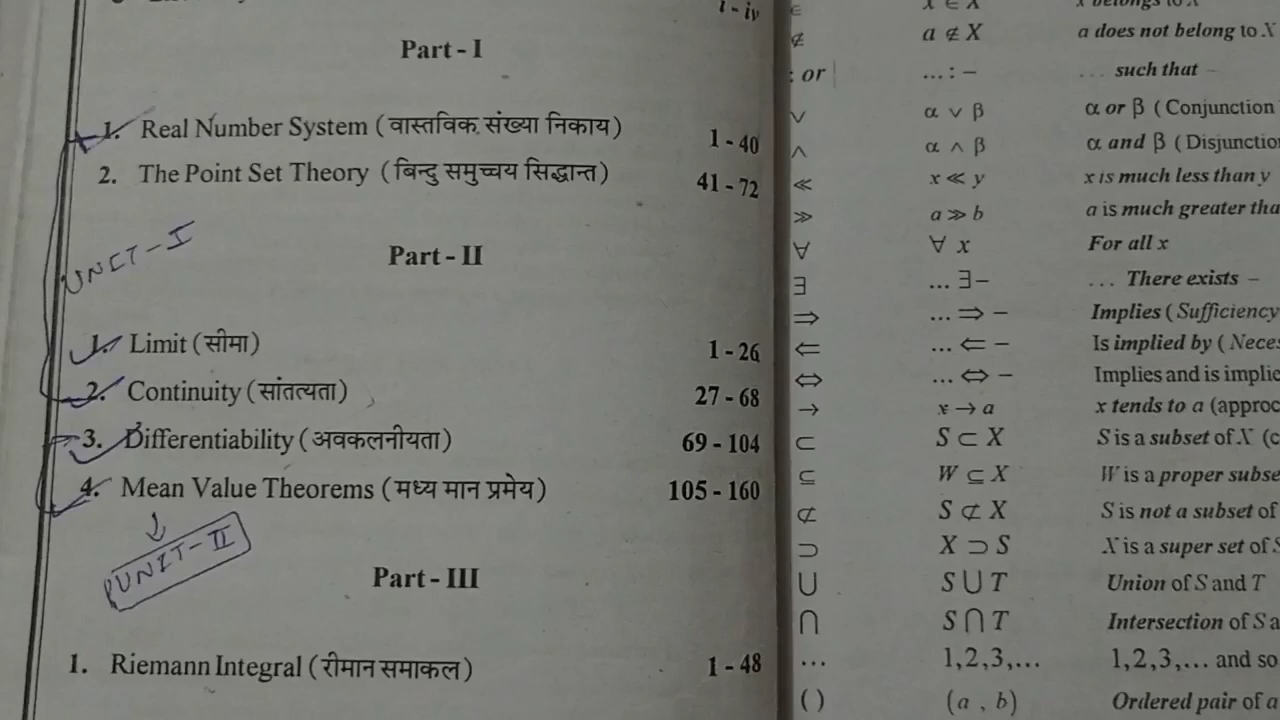 i - iv
Part - I
1. Real Number System (वास्तविक संख्या निकाय) 1 - 40
2. The Point Set Theory (बिन्दु समुच्चय सिद्धान्त) 41 - 72
UNIT-I
Part - II
1. Limit (सीमा) 1 - 26
2. Continuity (सांतत्यता) 27 - 68
3. Differentiability (अवकलनीयता) 69 - 104
4. Mean Value Theorems (मध्य मान प्रमेय) 105 - 160
UNIT-II
Part - III
1. Riemann Integral (रीमान समाकल) 1 - 48
∈ x ∈ X x belongs to X
∉ a ∉ X a does not belong to X
: or | ... : – ... such that –
∨ α ∨ β α or β (Conjunction
∧ α ∧ β α and β (Disjunctio
≪ x ≪ y x is much less than y
≫ a ≫ b a is much greater tha
∀ ∀ x For all x
∃ ... ∃ – ... There exists –
⇒ ... ⇒ – Implies (Sufficiency
⇐ ... ⇐ – Is implied by (Neces
⇔ ... ⇔ – Implies and is implie
→ x → a x tends to a (approc
⊂ S ⊂ X S is a subset of X (c
⊆ W ⊆ X W is a proper subse
⊄ S ⊄ X S is not a subset of
⊃ X ⊃ S X is a super set of S
∪ S ∪ T Union of S and T
∩ S ∩ T Intersection of S a
... 1,2,3,... 1,2,3,... and so
( ) (a , b) Ordered pair of a